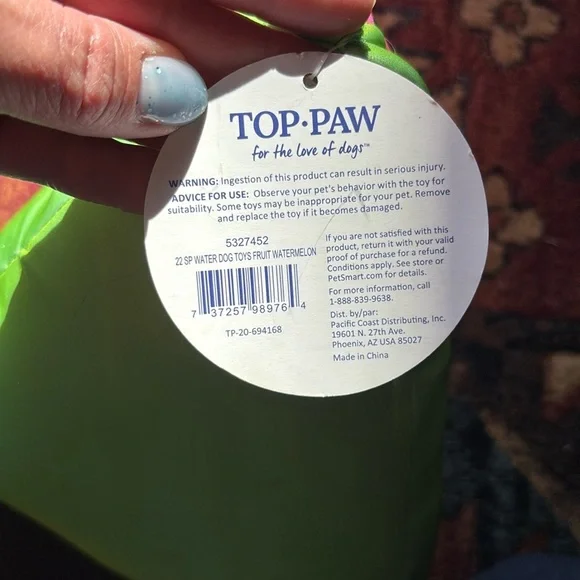 TOP·PAW
for the love of dogs™
WARNING: Ingestion of this product can result in serious injury.
ADVICE FOR USE: Observe your pet's behavior with the toy for
suitability. Some toys may be inappropriate for your pet. Remove
and replace the toy if it becomes damaged.
5327452
22 SP WATER DOG TOYS FRUIT WATERMELON
7 37257 98976 4
TP-20-694168
If you are not satisfied with this
product, return it with your valid
proof of purchase for a refund.
Conditions apply. See store or
PetSmart.com for details.
For more information, call
1-888-839-9638.
Dist. by/par:
Pacific Coast Distributing, Inc.
19601 N. 27th Ave.
Phoenix, AZ USA 85027
Made in China